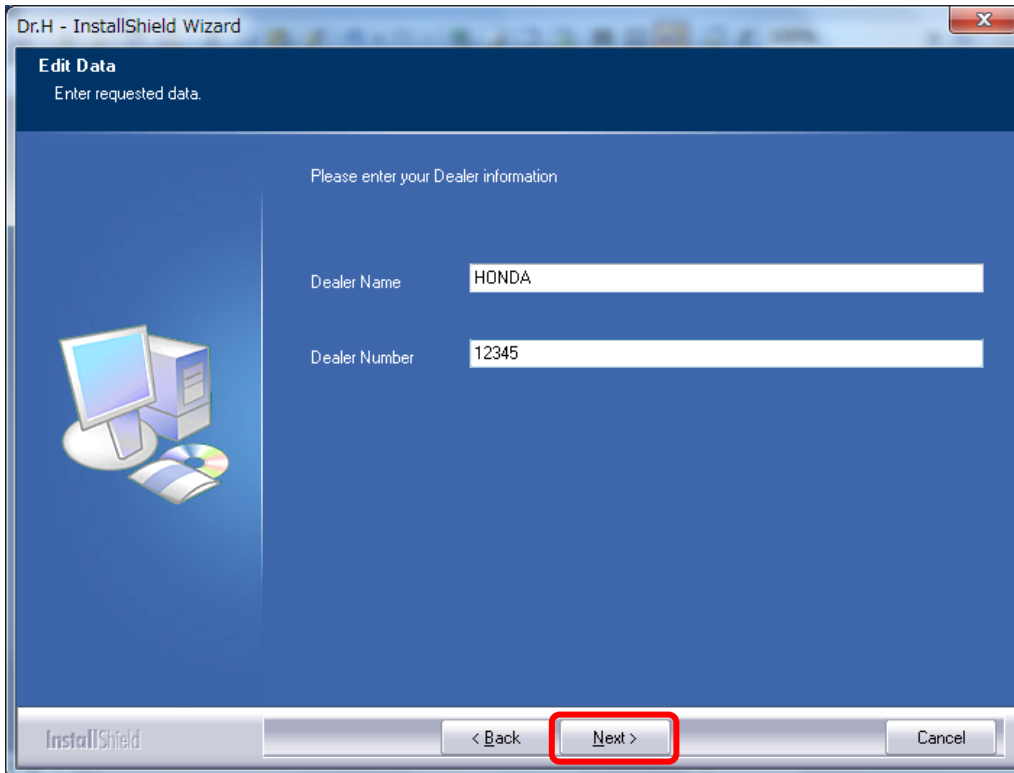 Dr.H - InstallShield Wizard
Edit Data
Enter requested data.
Please enter your Dealer information
Dealer Name
HONDA
Dealer Number
12345
InstallShield
< Back
Next >
Cancel